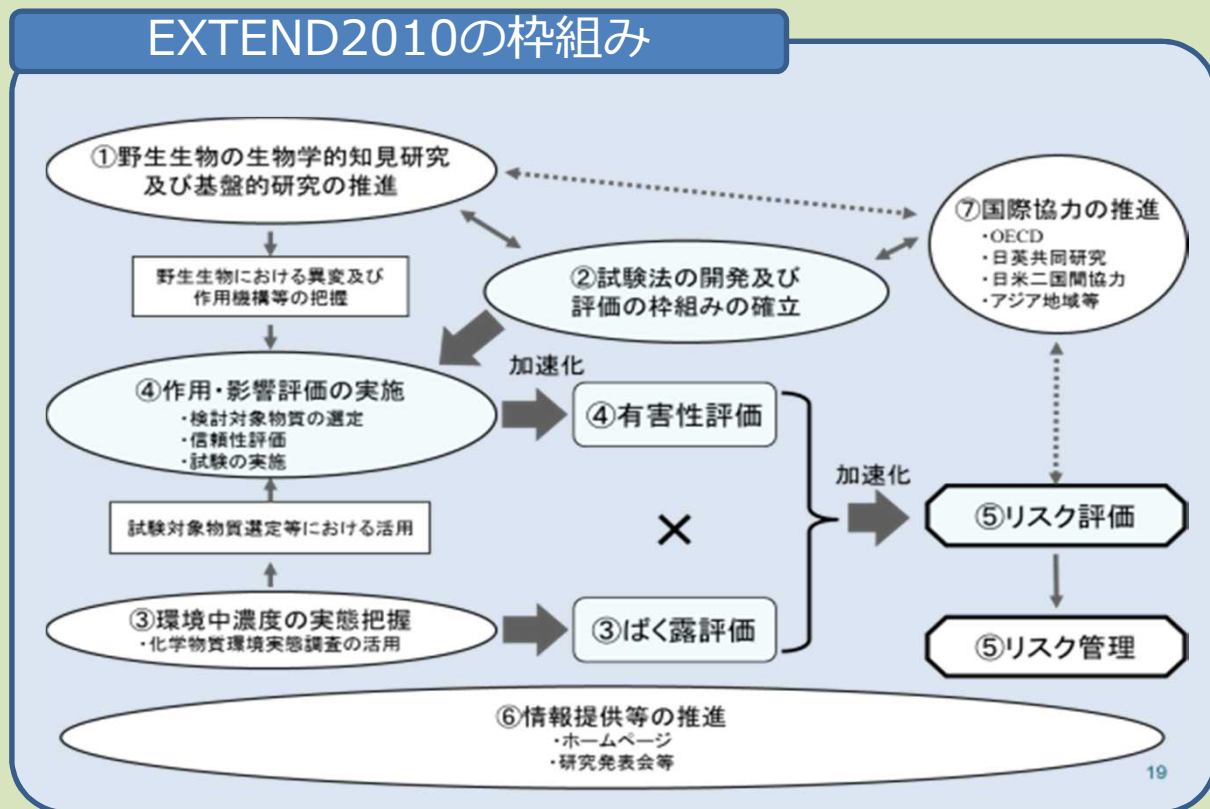 EXTEND2010の枠組み
①野生生物の生物学的知見研究
及び基盤的研究の推進
野生生物における異変及び
作用機構等の把握
②試験法の開発及び
評価の枠組みの確立
⑦国際協力の推進
・OECD
・日英共同研究
・日米二国間協力
・アジア地域等
加速化
④作用・影響評価の実施
・検討対象物質の選定
・信頼性評価
・試験の実施
④有害性評価
加速化
試験対象物質選定等における活用
×
⑤リスク評価
③環境中濃度の実態把握
・化学物質環境実態調査の活用
③ばく露評価
⑤リスク管理
⑥情報提供等の推進
・ホームページ
・研究発表会等
19